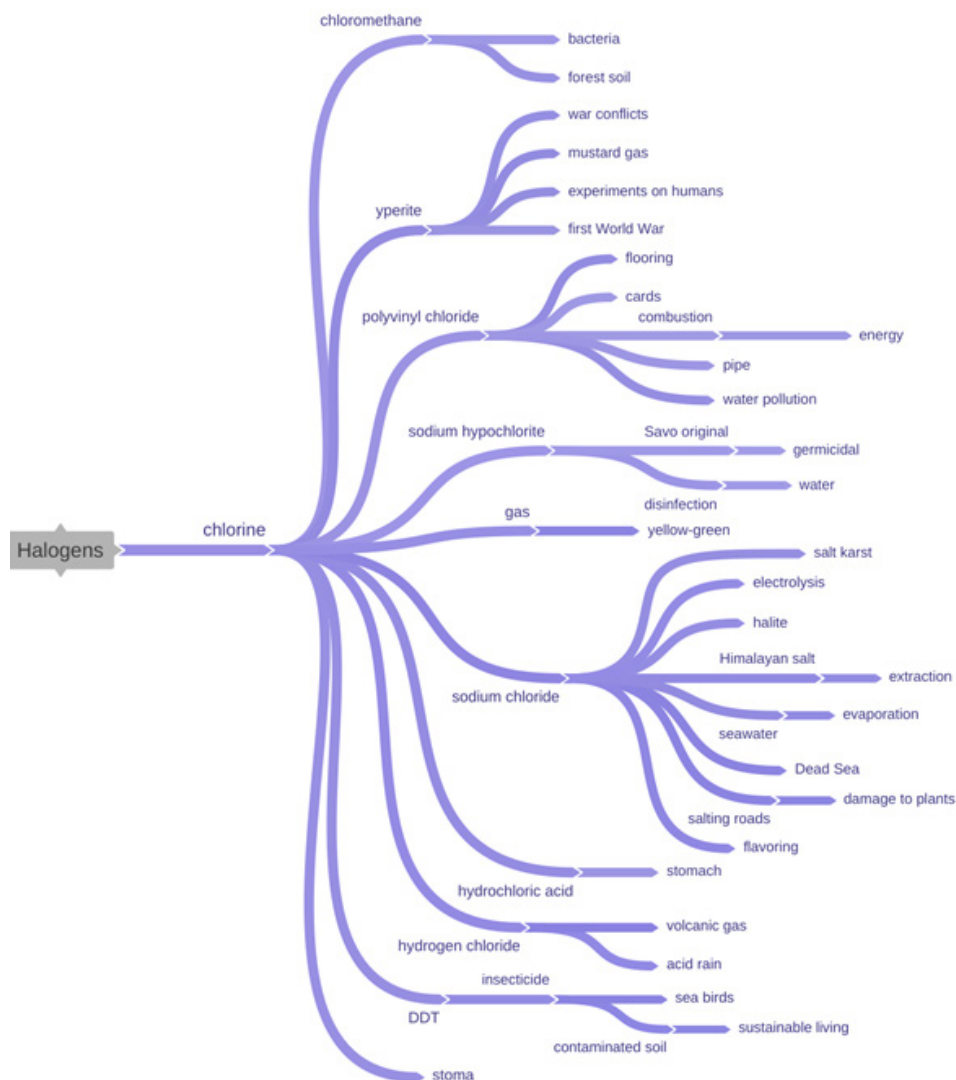 chloromethane
bacteria
forest soil
war conflicts
mustard gas
experiments on humans
yperite
first World War
flooring
cards
polyvinyl chloride
combustion
energy
pipe
water pollution
sodium hypochlorite
Savo original
germicidal
water
disinfection
gas
yellow-green
chlorine
Halogens
salt karst
electrolysis
halite
Himalayan salt
extraction
sodium chloride
evaporation
seawater
Dead Sea
damage to plants
salting roads
flavoring
stomach
hydrochloric acid
volcanic gas
hydrogen chloride
acid rain
insecticide
sea birds
DDT
sustainable living
contaminated soil
stoma